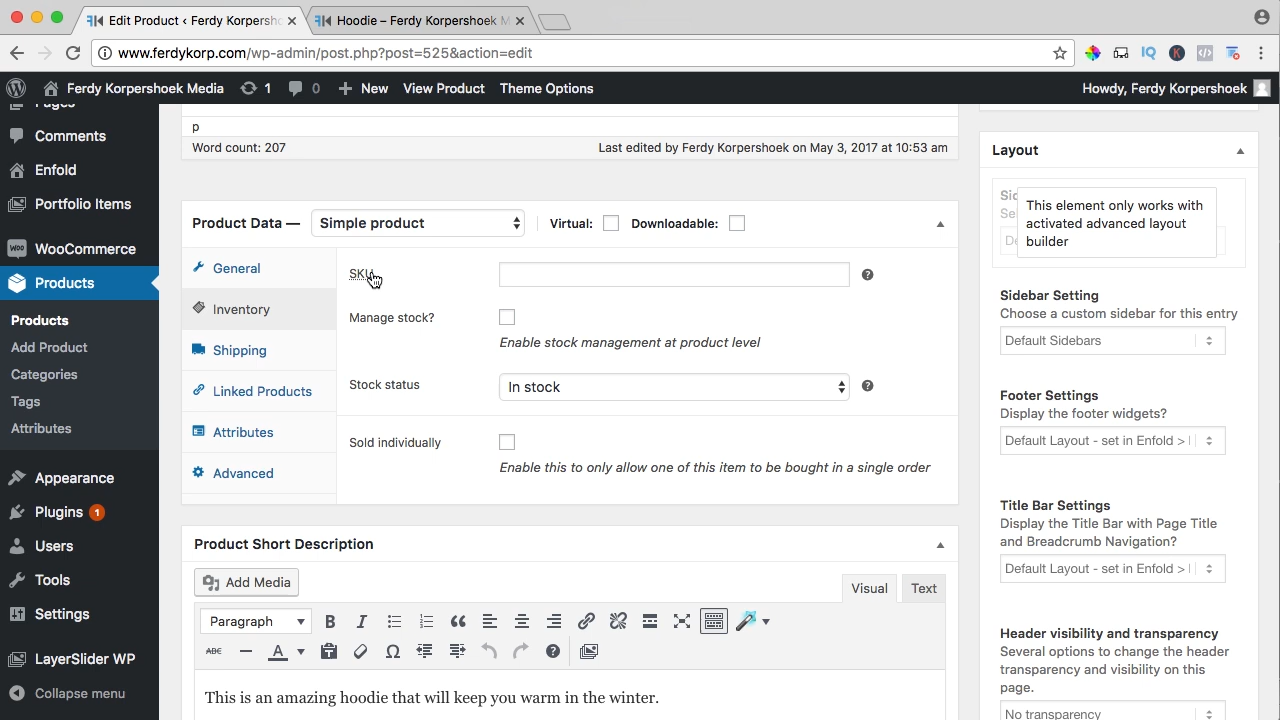 Edit Product ‹ Ferdy Korpersho
Hoodie – Ferdy Korpershoek M
www.ferdykorp.com/wp-admin/post.php?post=525&action=edit
Ferdy Korpershoek Media
1
0
New
View Product
Theme Options
Howdy, Ferdy Korpershoek
Pages
Comments
Enfold
Portfolio Items
WooCommerce
Products
Products
Add Product
Categories
Tags
Attributes
Appearance
Plugins 1
Users
Tools
Settings
LayerSlider WP
Collapse menu
p
Word count: 207
Last edited by Ferdy Korpershoek on May 3, 2017 at 10:53 am
Product Data —
Simple product
Virtual:
Downloadable:
General
Inventory
Shipping
Linked Products
Attributes
Advanced
SKU
Manage stock?
Enable stock management at product level
Stock status
In stock
Sold individually
Enable this to only allow one of this item to be bought in a single order
Product Short Description
Add Media
Visual
Text
Paragraph
B
I
ABC
A
This is an amazing hoodie that will keep you warm in the winter.
Layout
This element only works with
activated advanced layout
builder
Sidebar Setting
Choose a custom sidebar for this entry
Default Sidebars
Footer Settings
Display the footer widgets?
Default Layout - set in Enfold >
Title Bar Settings
Display the Title Bar with Page Title
and Breadcrumb Navigation?
Default Layout - set in Enfold >
Header visibility and transparency
Several options to change the header
transparency and visibility on this
page.
No transparency